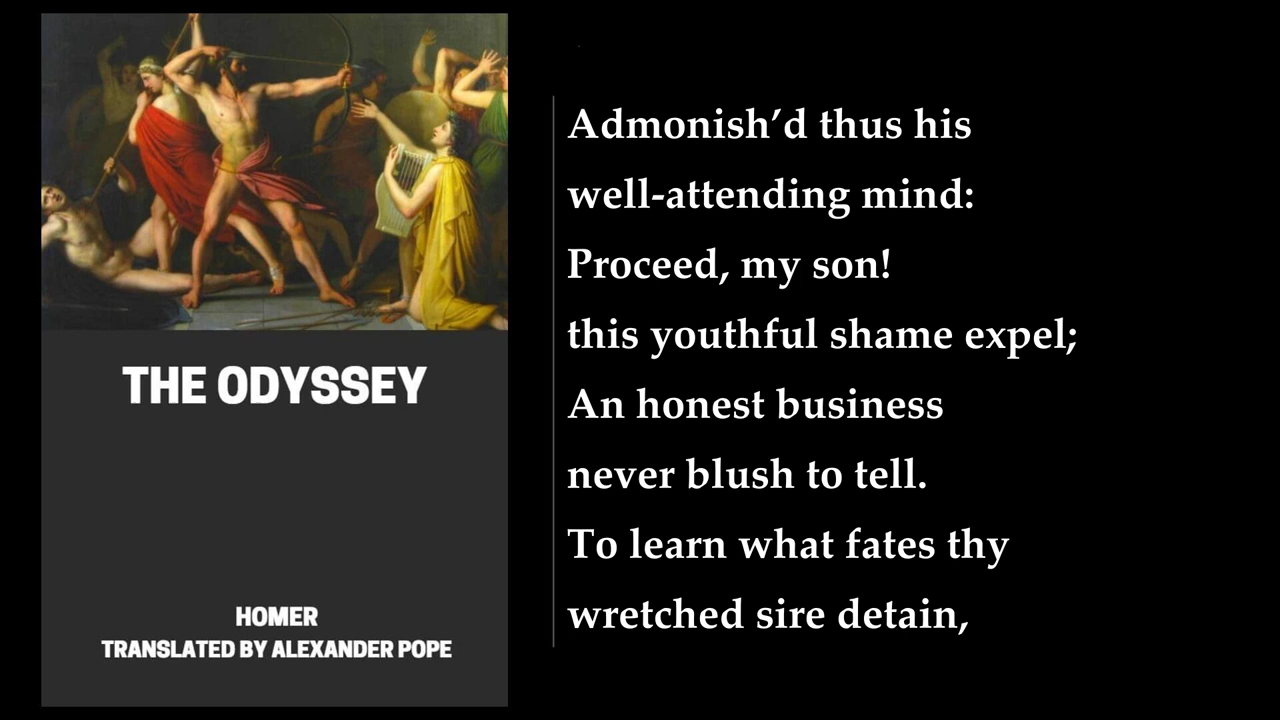 THE ODYSSEY
HOMER
TRANSLATED BY ALEXANDER POPE
Admonish’d thus his
well-attending mind:
Proceed, my son!
this youthful shame expel;
An honest business
never blush to tell.
To learn what fates thy
wretched sire detain,